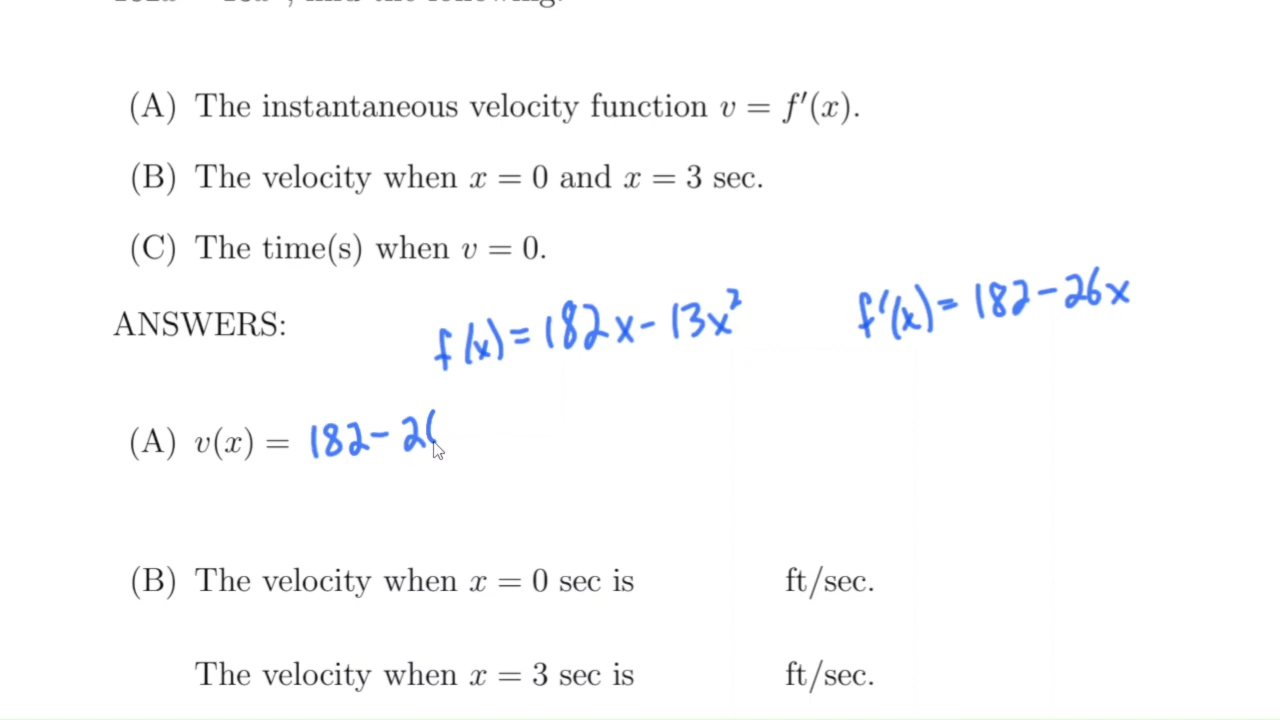 (A) The instantaneous velocity function v = f′(x).
(B) The velocity when x = 0 and x = 3 sec.
(C) The time(s) when v = 0.
ANSWERS: f(x) = 182x − 13x² f′(x) = 182 − 26x
(A) v(x) = 182 − 2
(B) The velocity when x = 0 sec is ft/sec.
The velocity when x = 3 sec is ft/sec.